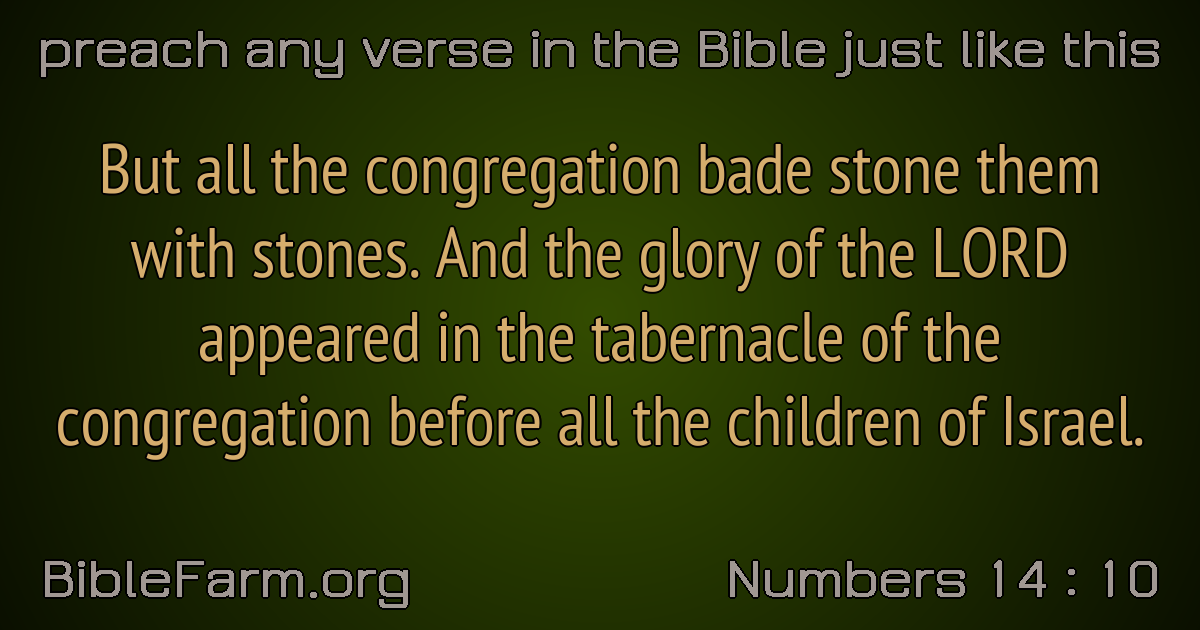 preach any verse in the Bible just like this
But all the congregation bade stone them
with stones. And the glory of the LORD
appeared in the tabernacle of the
congregation before all the children of Israel.
BibleFarm.org
Numbers 14 : 10